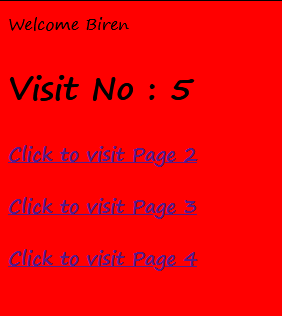 Welcome Biren
Visit No : 5
Click to visit Page 2
Click to visit Page 3
Click to visit Page 4